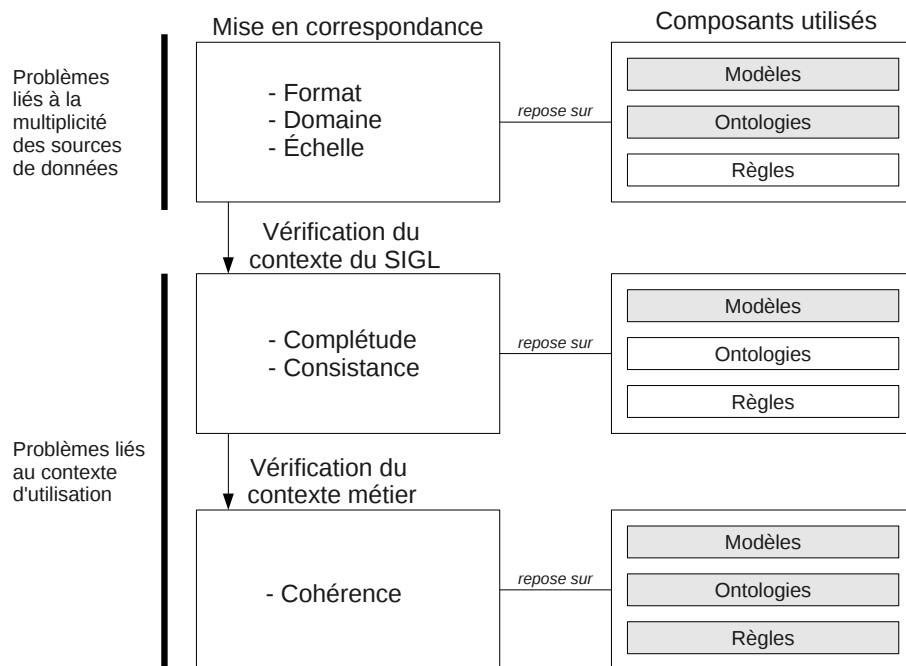 Mise en correspondance
Composants utilisés
Problèmes
liés à la
multiplicité
des sources
de données
- Format
- Domaine
- Échelle
repose sur
Modèles
Ontologies
Règles
Vérification du
contexte du SIGL
Problèmes liés
au contexte
d'utilisation
- Complétude
- Consistance
repose sur
Modèles
Ontologies
Règles
Vérification du
contexte métier
- Cohérence
repose sur
Modèles
Ontologies
Règles